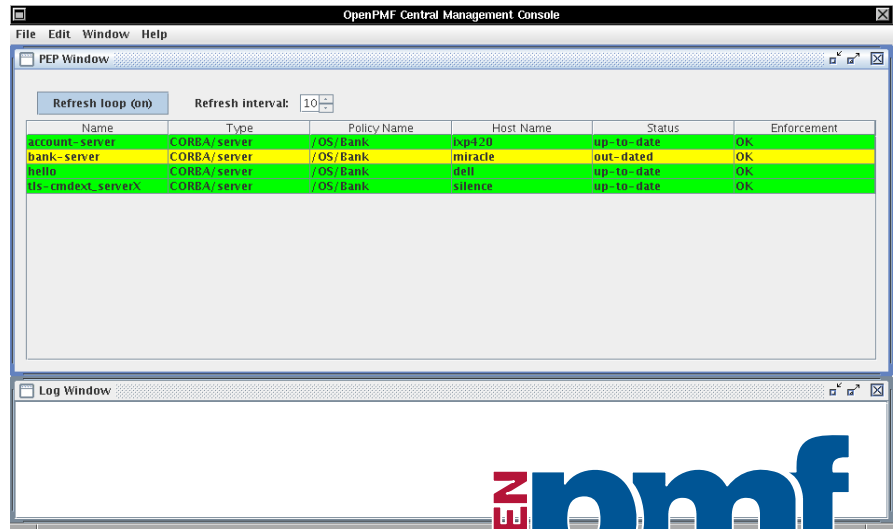 OpenPMF Central Management Console
File Edit Window Help
PEP Window
Refresh loop (on) Refresh interval: 10
Name Type Policy Name Host Name Status Enforcement
account-server CORBA/server /OS/Bank ixp420 up-to-date OK
bank-server CORBA/server /OS/Bank miracle out-dated OK
hello CORBA/server /OS/Bank dell up-to-date OK
tls-cmdext_serverX CORBA/server /OS/Bank silence up-to-date OK
Log Window
EN pmf